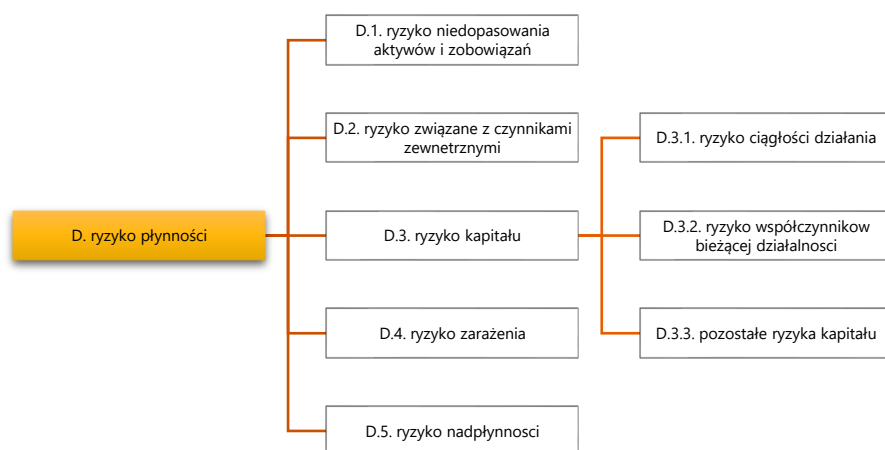 D. ryzyko płynności
D.1. ryzyko niedopasowania
aktywów i zobowiązań
D.2. ryzyko związane z czynnikami
zewnetrznymi
D.3. ryzyko kapitału
D.3.1. ryzyko ciągłości działania
D.3.2. ryzyko współczynnikow
bieżącej działalnosci
D.3.3. pozostałe ryzyka kapitału
D.4. ryzyko zarażenia
D.5. ryzyko nadpłynnosci